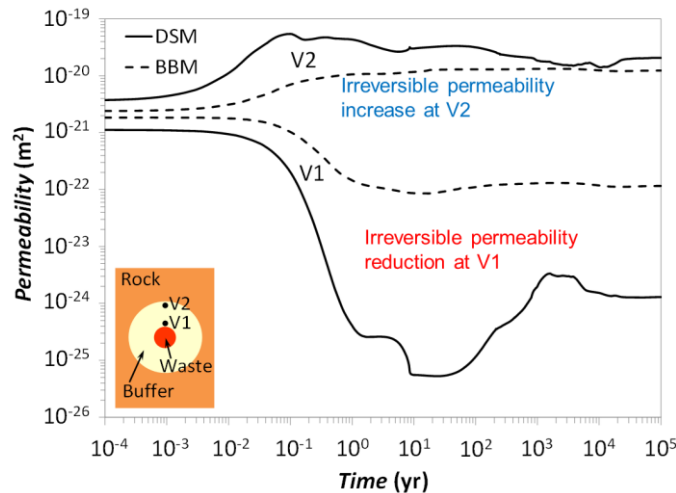 10⁻¹⁹
10⁻²⁰
10⁻²¹
10⁻²²
10⁻²³
10⁻²⁴
10⁻²⁵
10⁻²⁶
Permeability (m²)
DSM
BBM
V2
Irreversible permeability
increase at V2
V1
Irreversible permeability
reduction at V1
Rock
V2
V1
Waste
Buffer
10⁻⁴ 10⁻³ 10⁻² 10⁻¹ 10⁰ 10¹ 10² 10³ 10⁴ 10⁵
Time (yr)